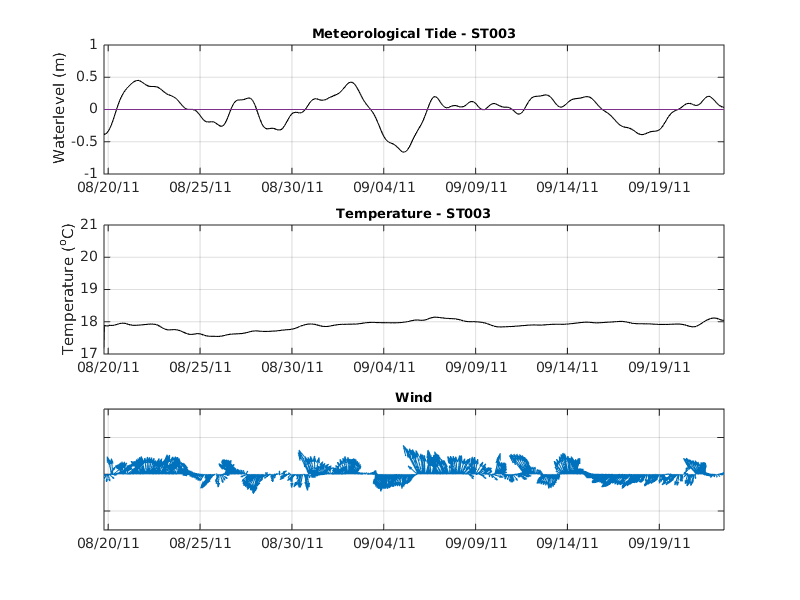 Meteorological Tide - ST003
Waterlevel (m)
1
0.5
0
-0.5
-1
08/20/11 08/25/11 08/30/11 09/04/11 09/09/11 09/14/11 09/19/11
Temperature - ST003
Temperature (°C)
21
20
19
18
17
08/20/11 08/25/11 08/30/11 09/04/11 09/09/11 09/14/11 09/19/11
Wind
08/20/11 08/25/11 08/30/11 09/04/11 09/09/11 09/14/11 09/19/11